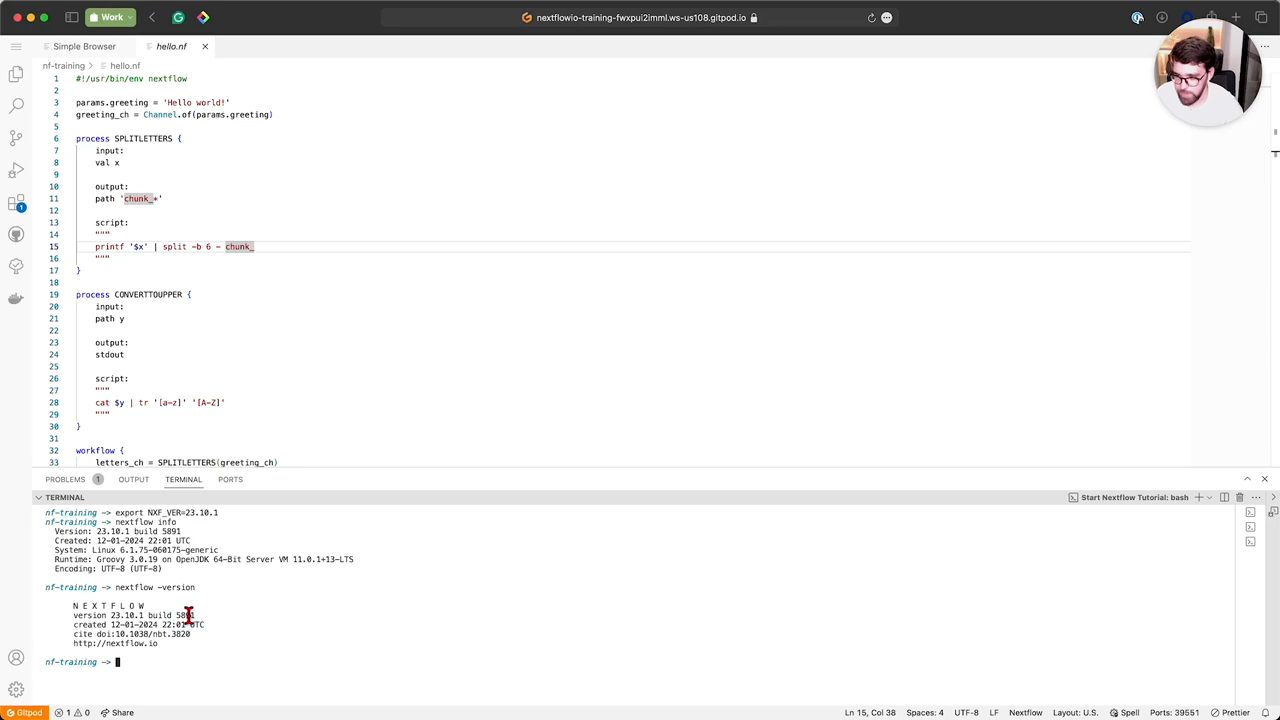 Work
nextflowio-training-fwxpui2imml.ws-us108.gitpod.io
Simple Browser
hello.nf
nf-training > hello.nf
1 #!/usr/bin/env nextflow
2
3 params.greeting = 'Hello world!'
4 greeting_ch = Channel.of(params.greeting)
5
6 process SPLITLETTERS {
7 input:
8 val x
9
10 output:
11 path 'chunk_*'
12
13 script:
14 """
15 printf '$x' | split -b 6 - chunk_
16 """
17 }
18
19 process CONVERTTOUPPER {
20 input:
21 path y
22
23 output:
24 stdout
25
26 script:
27 """
28 cat $y | tr '[a-z]' '[A-Z]'
29 """
30 }
31
32 workflow {
33 letters_ch = SPLITLETTERS(greeting_ch)
1
PROBLEMS 1 OUTPUT TERMINAL PORTS
TERMINAL
Start Nextflow Tutorial: bash
nf-training -> export NXF_VER=23.10.1
nf-training -> nextflow info
Version: 23.10.1 build 5891
Created: 12-01-2024 22:01 UTC
System: Linux 6.1.75-060175-generic
Runtime: Groovy 3.0.19 on OpenJDK 64-Bit Server VM 11.0.1+13-LTS
Encoding: UTF-8 (UTF-8)
nf-training -> nextflow -version
N E X T F L O W
version 23.10.1 build 5891
created 12-01-2024 22:01 UTC
cite doi:10.1038/nbt.3820
http://nextflow.io
nf-training ->
Gitpod 1 0 Share
Ln 15, Col 38 Spaces: 4 UTF-8 LF Nextflow Layout: U.S. Spell Ports: 39551 Prettier